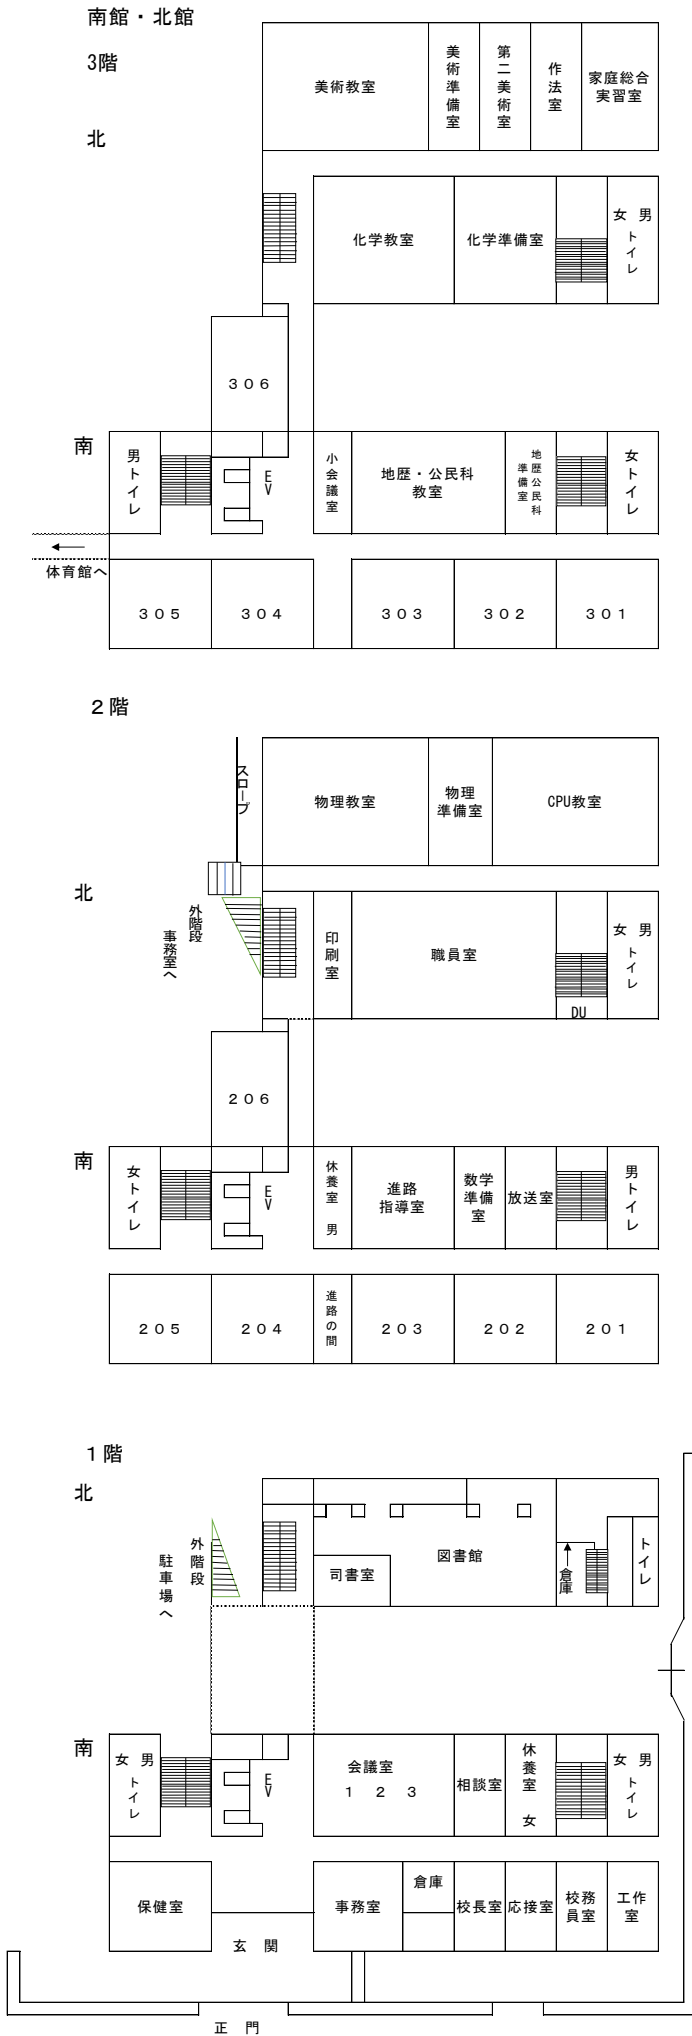 南館・北館
3階
美術教室
美術準備室
第二美術室
作法室
家庭総合
実習室
北
化学教室
化学準備室
女 男
トイレ
３０６
南
男トイレ
EV
小会議室
地歴・公民科
教室
地歴公民科
準備室
女トイレ
体育館へ
３０５
３０４
３０３
３０２
３０１
２階
スロープ
物理教室
物理
準備室
CPU教室
北
外階段
事務室へ
印刷室
職員室
女 男
トイレ
DU
２０６
南
女トイレ
EV
休養室 男
進路
指導室
数学
準備
室
放送室
男トイレ
２０５
２０４
進路の間
２０３
２０２
２０１
１階
北
外階段
駐車場へ
図書館
司書室
倉庫
トイレ
南
女 男
トイレ
EV
会議室
１ ２ ３
相談室
休養室 女
女 男
トイレ
保健室
事務室
倉庫
校長室
応接室
校務
員室
工作
室
玄 関
正 門